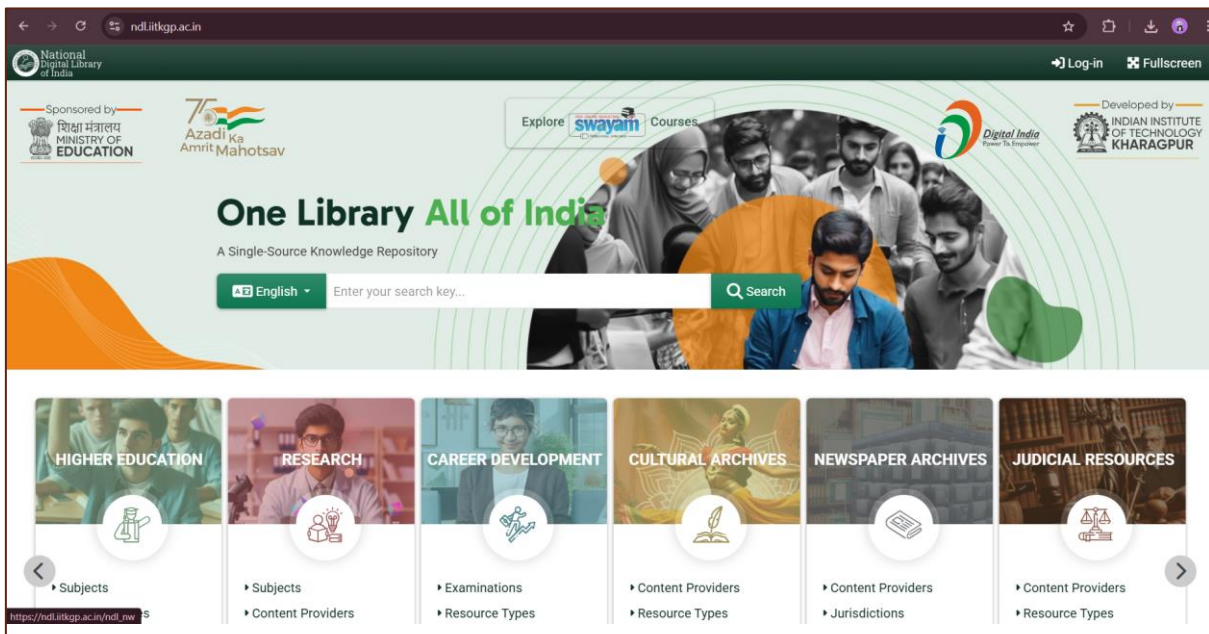 ndl.iitkgp.ac.in
National
Digital Library
of India
Log-in
Fullscreen
Sponsored by
शिक्षा मंत्रालय
MINISTRY OF
EDUCATION
75
Azadi Ka
Amrit Mahotsav
Explore swayam Courses
Digital India
Power To Empower
Developed by
INDIAN INSTITUTE
OF TECHNOLOGY
KHARAGPUR
One Library All of India
A Single-Source Knowledge Repository
English
Enter your search key...
Search
HIGHER EDUCATION
RESEARCH
CAREER DEVELOPMENT
CULTURAL ARCHIVES
NEWSPAPER ARCHIVES
JUDICIAL RESOURCES
Subjects
Subjects
Content Providers
Examinations
Resource Types
Content Providers
Resource Types
Content Providers
Jurisdictions
Content Providers
Resource Types
https://ndl.iitkgp.ac.in/ndl_nw